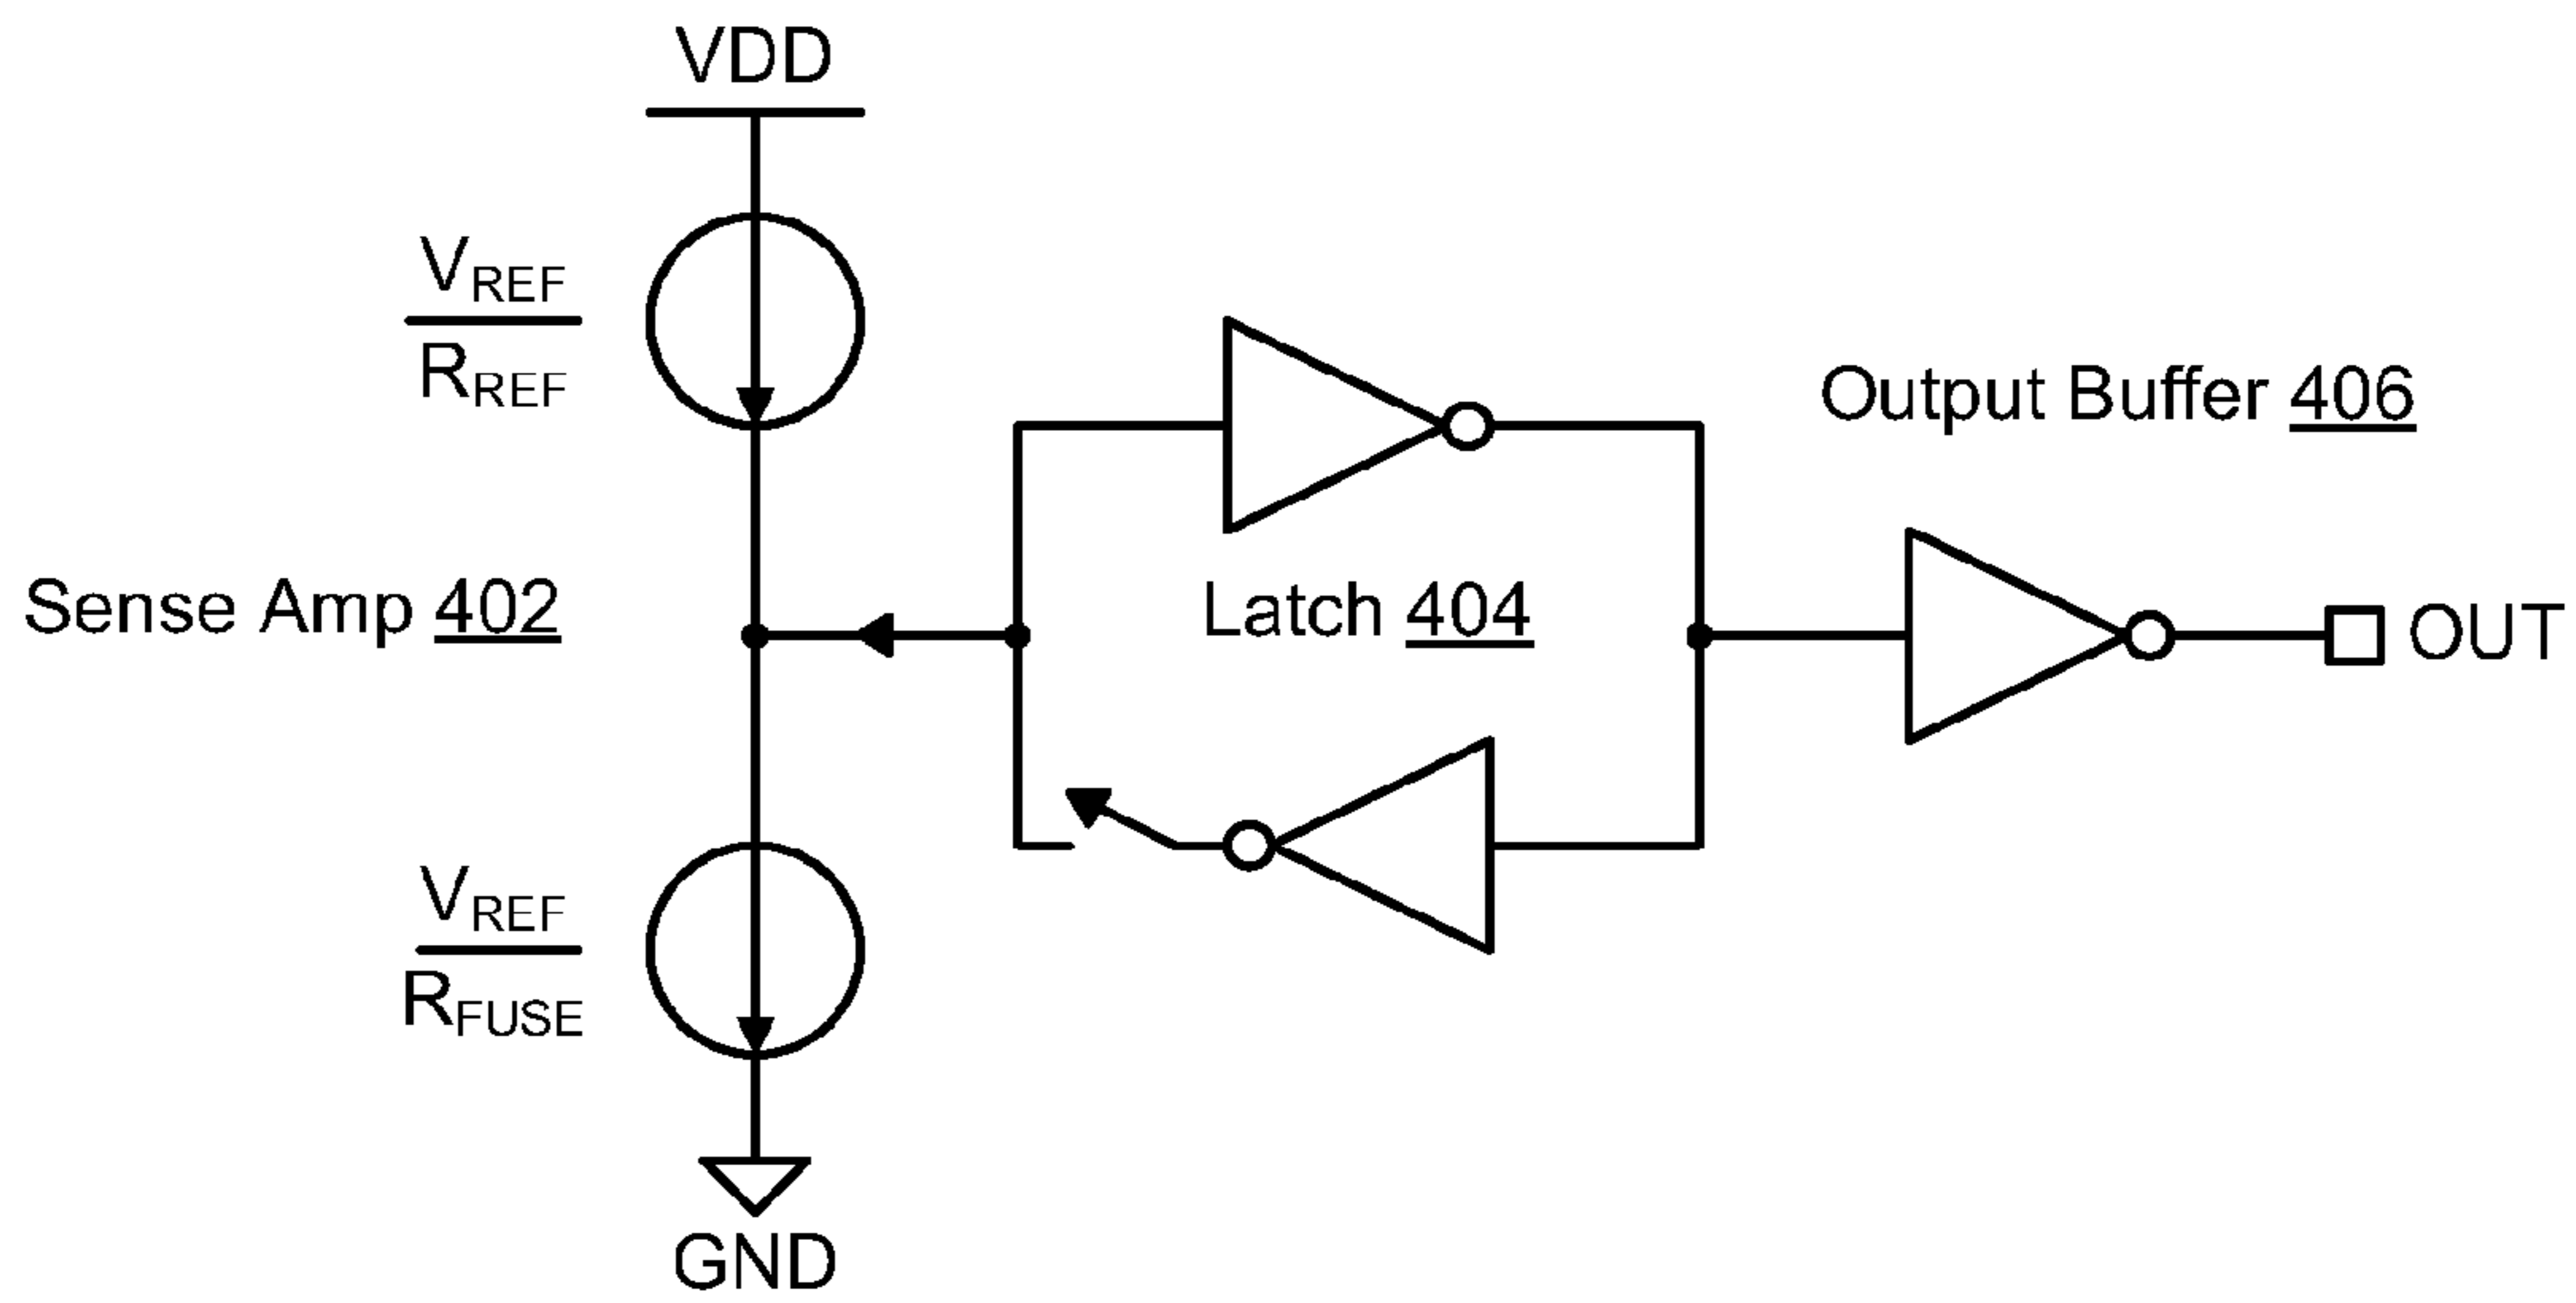 VDD
VREF
RREF
Output Buffer 406
Sense Amp 402
Latch 404
OUT
VREF
RFUSE
GND